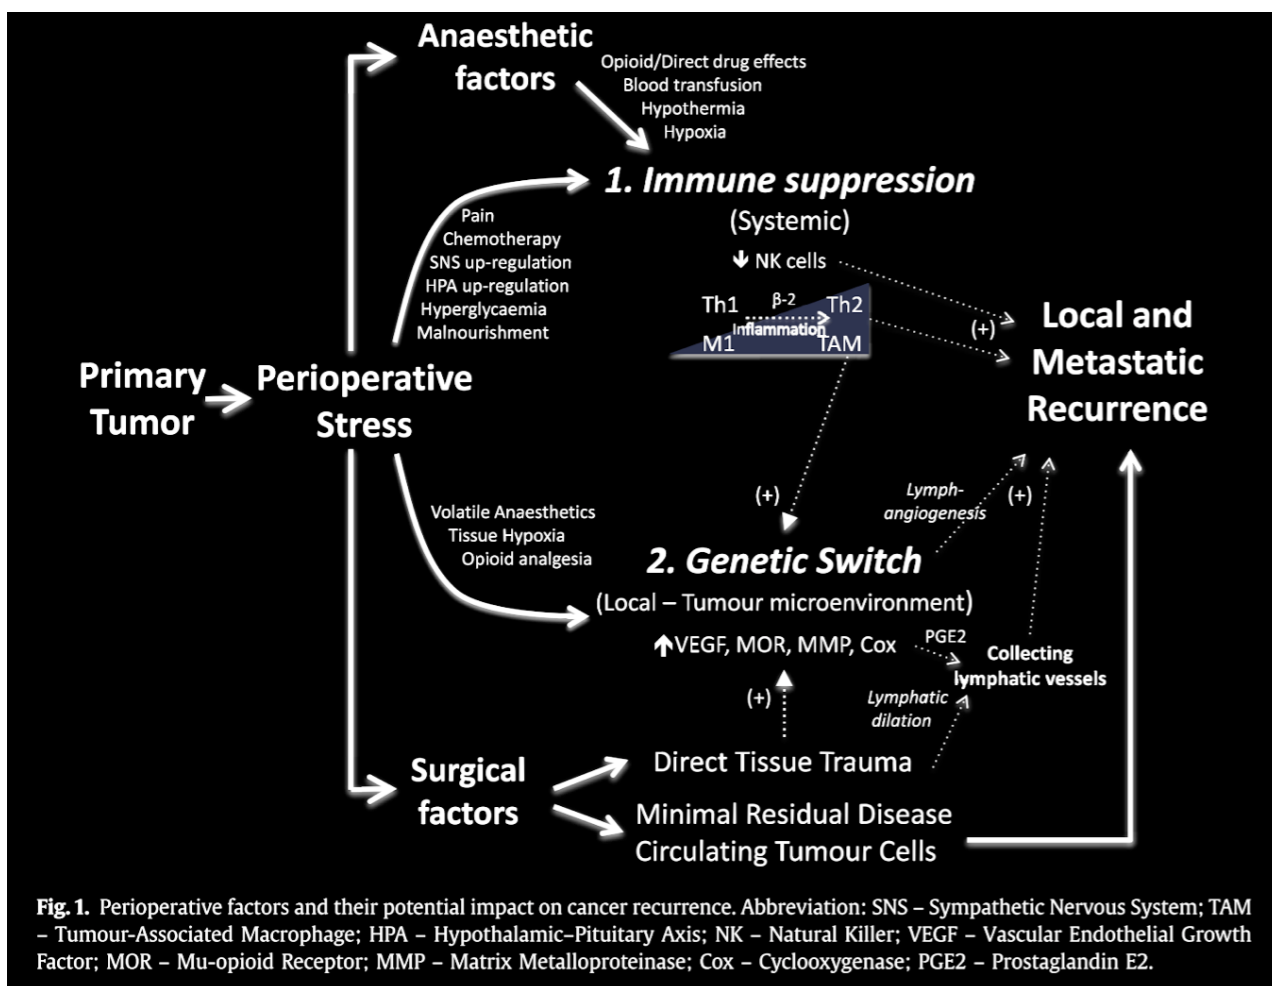 Anaesthetic
factors
Opioid/Direct drug effects
Blood transfusion
Hypothermia
Hypoxia
1. Immune suppression
(Systemic)
Pain
Chemotherapy
SNS up-regulation
HPA up-regulation
Hyperglycaemia
Malnourishment
↓ NK cells
Th1
β-2
Th2
Inflammation
M1
TAM
(+)
Local and
Metastatic
Recurrence
Primary
Tumor
Perioperative
Stress
(+)
Lymph-
angiogenesis
(+)
Volatile Anaesthetics
Tissue Hypoxia
Opioid analgesia
2. Genetic Switch
(Local – Tumour microenvironment)
↑VEGF, MOR, MMP, Cox
PGE2
Collecting
lymphatic vessels
(+)
Lymphatic
dilation
Surgical
factors
Direct Tissue Trauma
Minimal Residual Disease
Circulating Tumour Cells
Fig. 1. Perioperative factors and their potential impact on cancer recurrence. Abbreviation: SNS – Sympathetic Nervous System; TAM
– Tumour-Associated Macrophage; HPA – Hypothalamic–Pituitary Axis; NK – Natural Killer; VEGF – Vascular Endothelial Growth
Factor; MOR – Mu-opioid Receptor; MMP – Matrix Metalloproteinase; Cox – Cyclooxygenase; PGE2 – Prostaglandin E2.